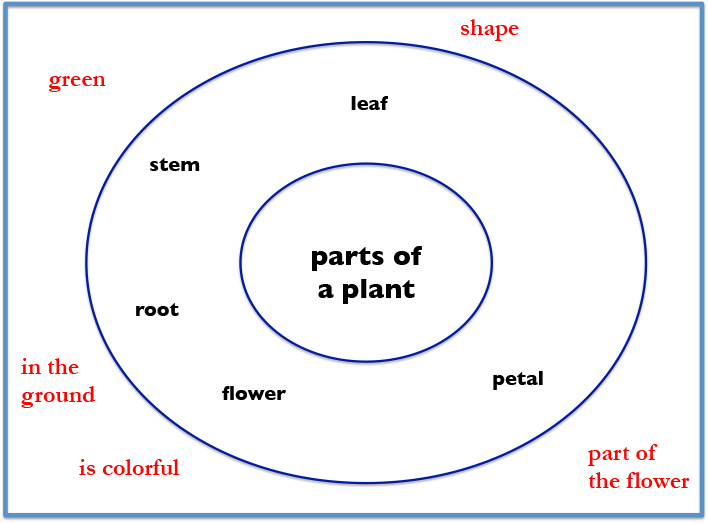 shape
green
leaf
stem
parts of
a plant
root
in the
ground
flower
petal
is colorful
part of
the flower